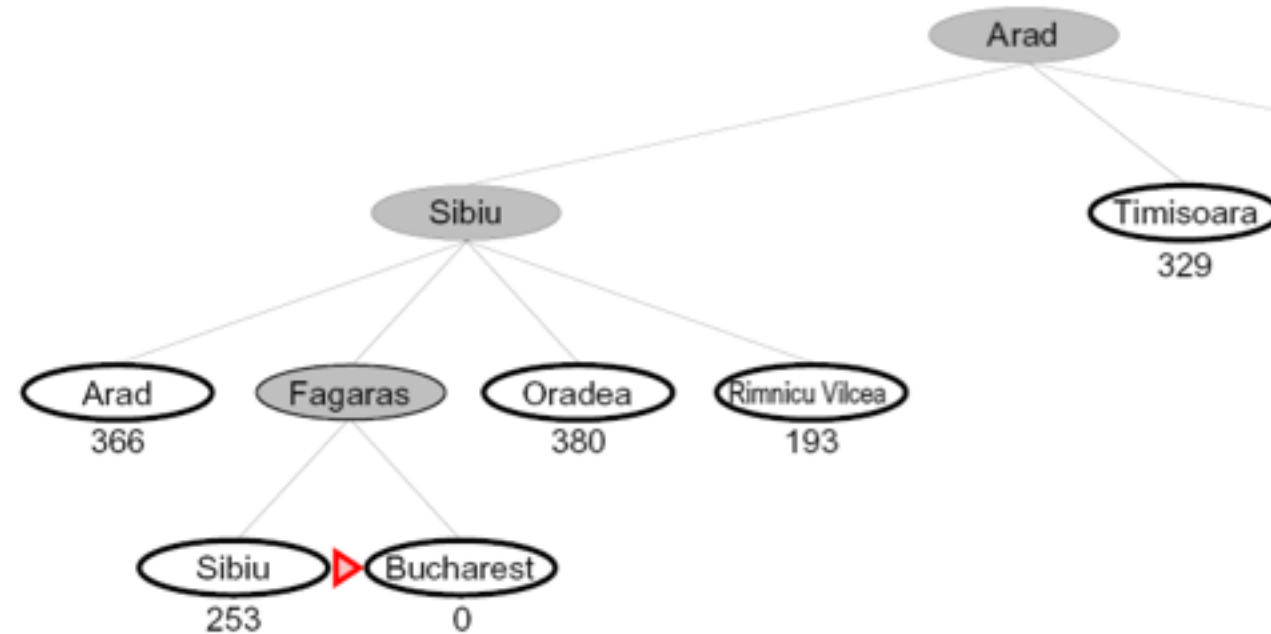 Arad
Sibiu
Timisoara
329
Arad
Fagaras
Oradea
Rimnicu Vilcea
366
380
193
Sibiu
Bucharest
253
0